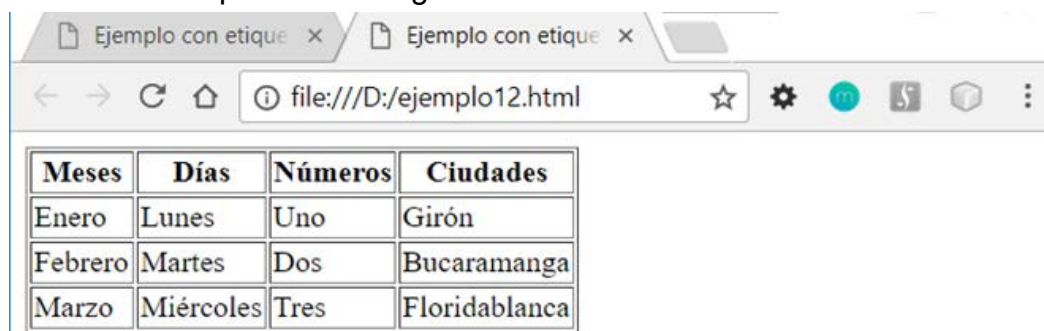 Ejemplo con etique × Ejemplo con etique ×
file:///D:/ejemplo12.html
Meses Días Números Ciudades
Enero Lunes Uno Girón
Febrero Martes Dos Bucaramanga
Marzo Miércoles Tres Floridablanca